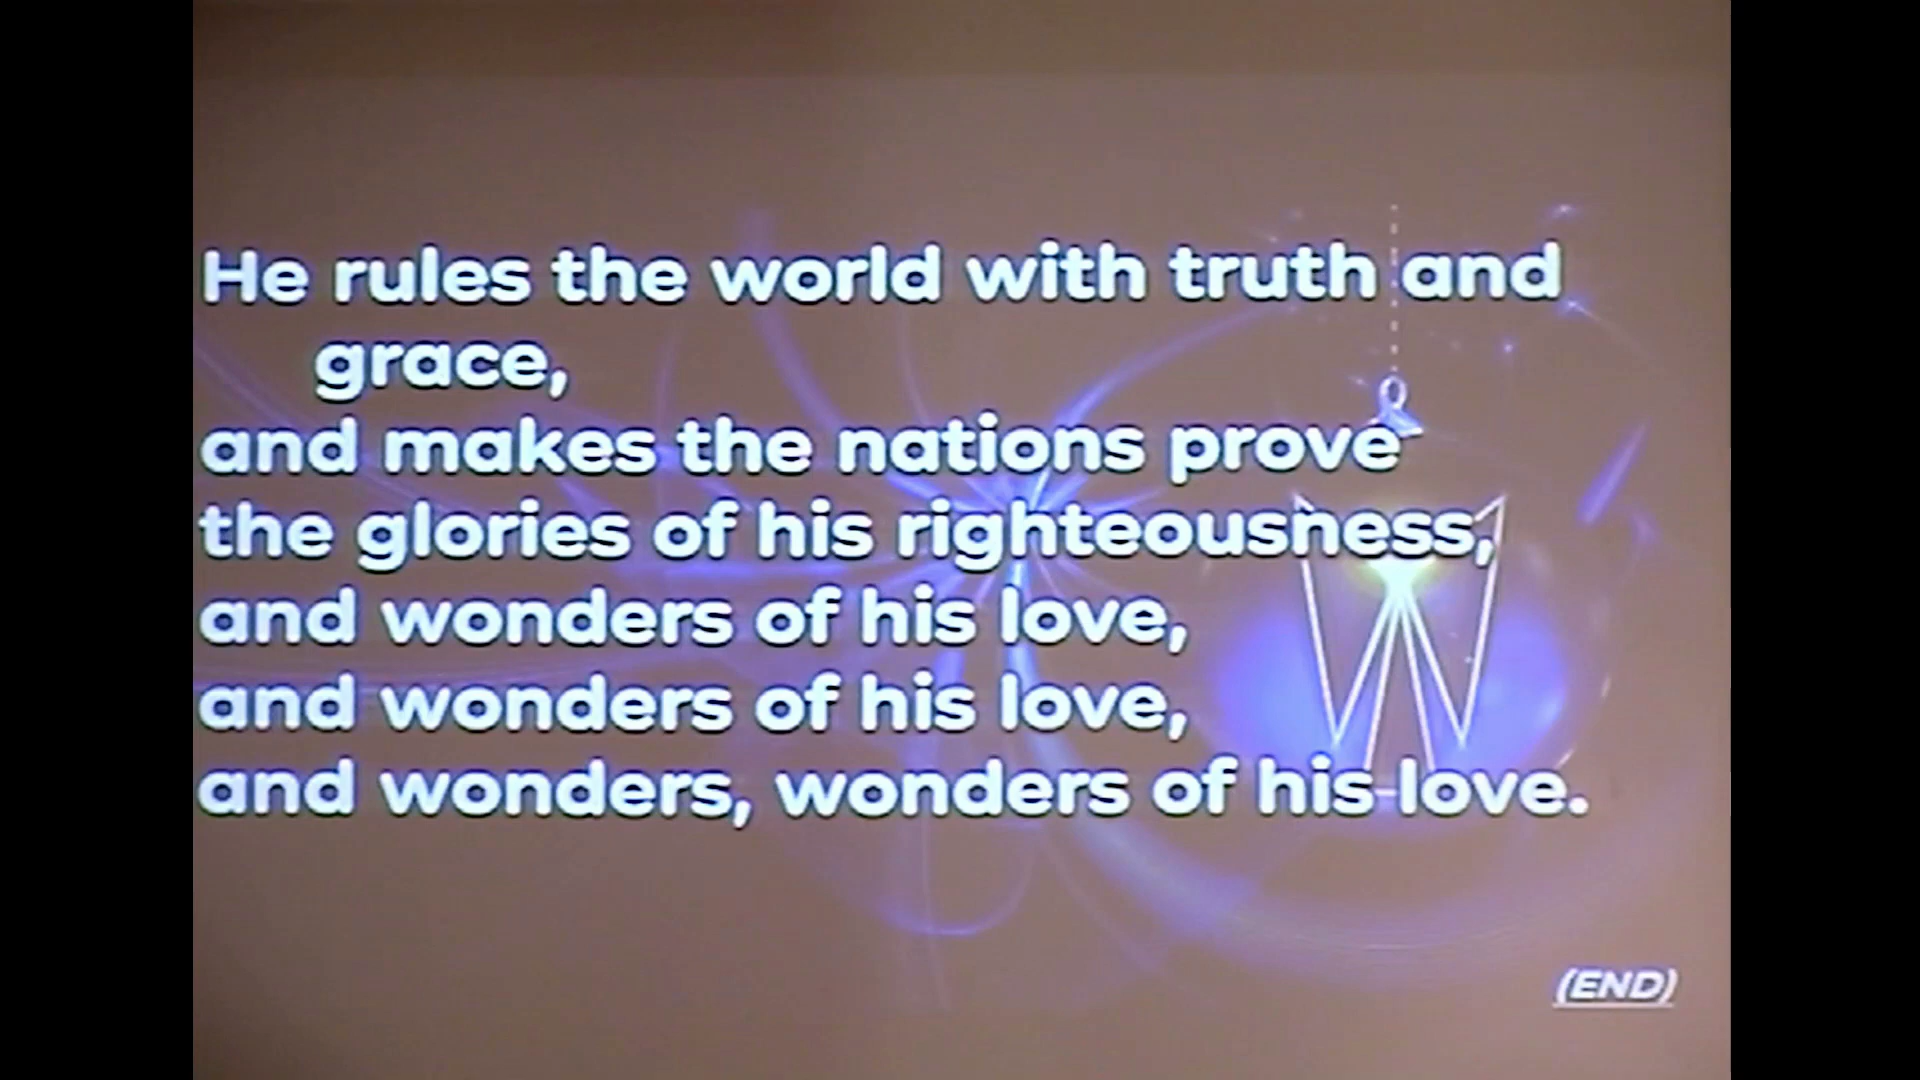 He rules the world with truth and
grace,
and makes the nations prove
the glories of his righteousness,
and wonders of his love,
and wonders of his love,
and wonders, wonders of his love.
(END)